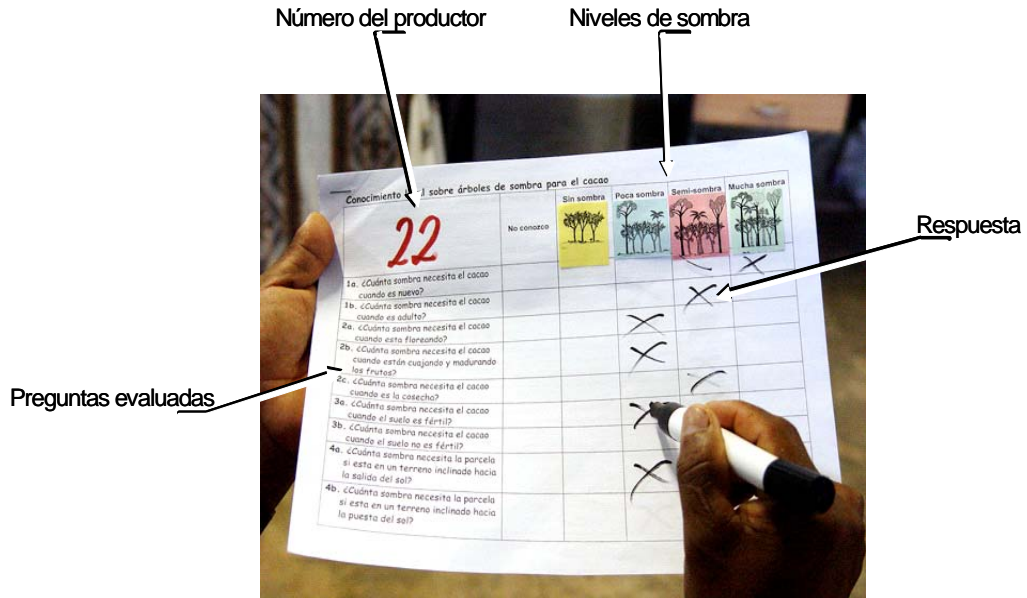 Número del productor
Niveles de sombra
Conocimiento l sobre árboles de sombra para el cacao
22
No conozco
Sin sombra
Poca sombra
Semi-sombra
Mucha sombra
Respuesta
1a. ¿Cuánta sombra necesita el cacao
cuando es nuevo?
1b. ¿Cuánta sombra necesita el cacao
cuando es adulto?
2a. ¿Cuánta sombra necesita el cacao
cuando esta floreando?
2b. ¿Cuánta sombra necesita el cacao
cuando están cuajando y madurando
los frutos?
2c. ¿Cuánta sombra necesita el cacao
cuando es la cosecha?
3a. ¿Cuánta sombra necesita el cacao
cuando el suelo es fértil?
3b. ¿Cuánta sombra necesita el cacao
cuando el suelo no es fértil?
4a. ¿Cuánta sombra necesita la parcela
si esta en un terreno inclinado hacia
la salida del sol?
4b. ¿Cuánta sombra necesita la parcela
si esta en un terreno inclinado hacia
la puesta del sol?
Preguntas evaluadas